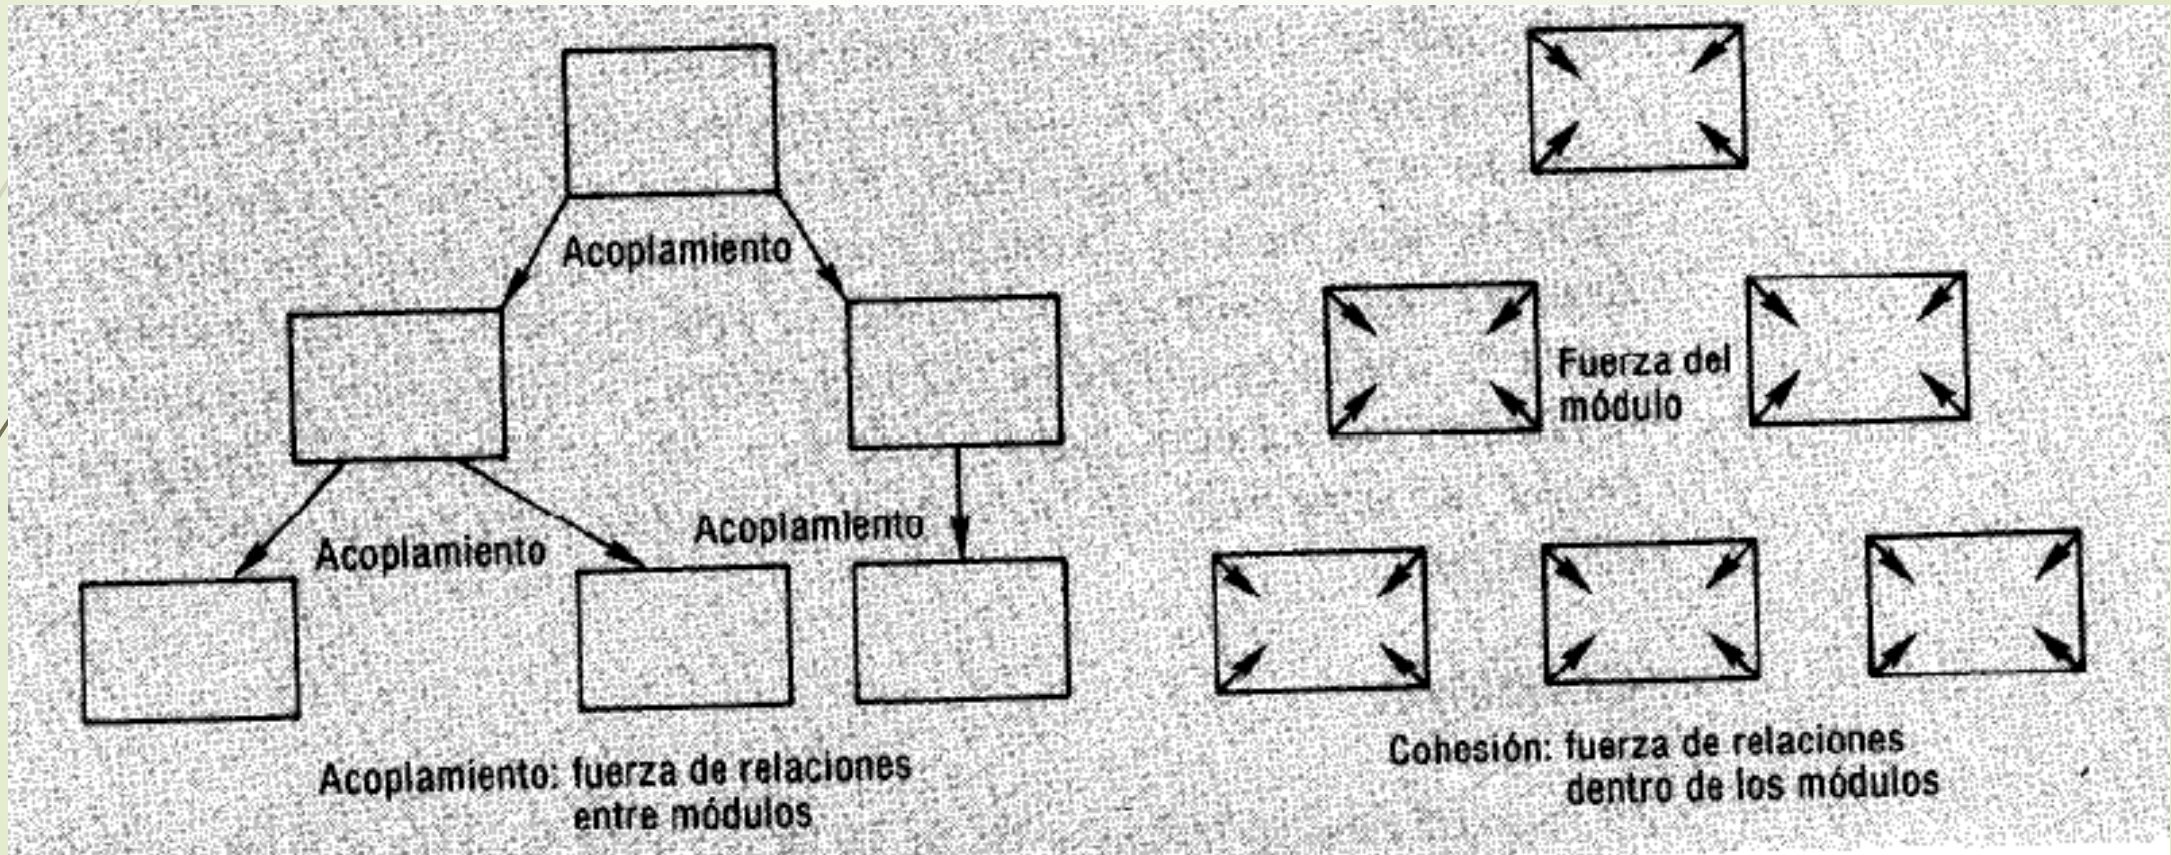 Acoplamiento
Acoplamiento
Acoplamiento
Acoplamiento: fuerza de relaciones
entre módulos
Fuerza del
módulo
Cohesión: fuerza de relaciones
dentro de los módulos